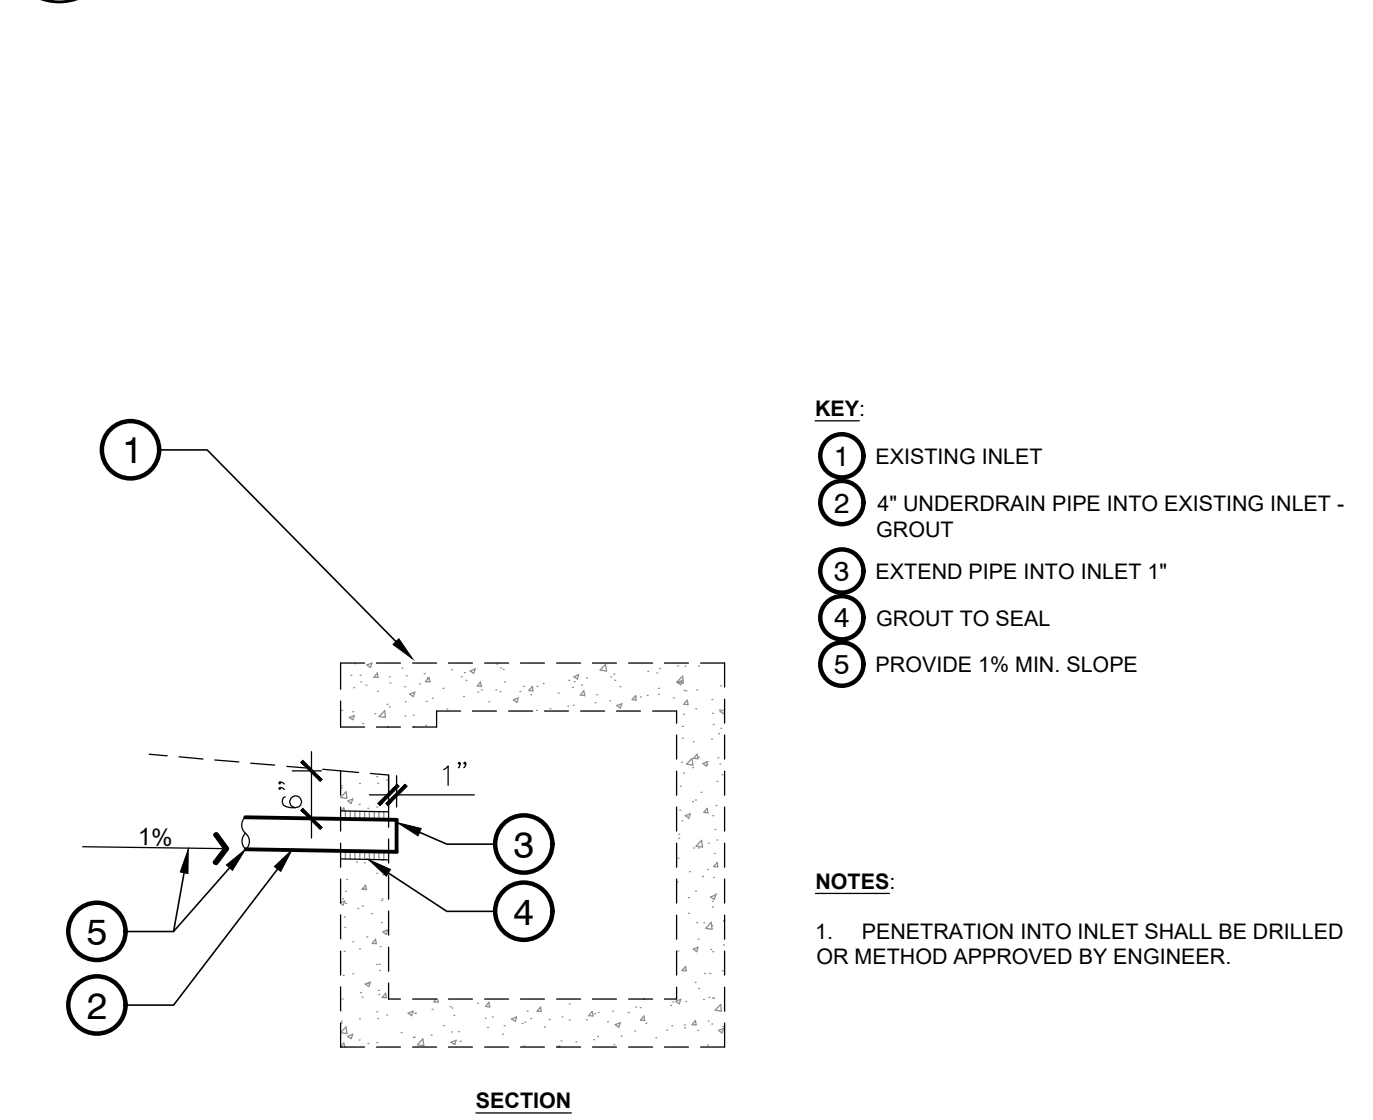 1
6”
1”
1%
3
4
5
2
SECTION
KEY:
1 EXISTING INLET
2 4" UNDERDRAIN PIPE INTO EXISTING INLET -
GROUT
3 EXTEND PIPE INTO INLET 1"
4 GROUT TO SEAL
5 PROVIDE 1% MIN. SLOPE
NOTES:
1. PENETRATION INTO INLET SHALL BE DRILLED
OR METHOD APPROVED BY ENGINEER.